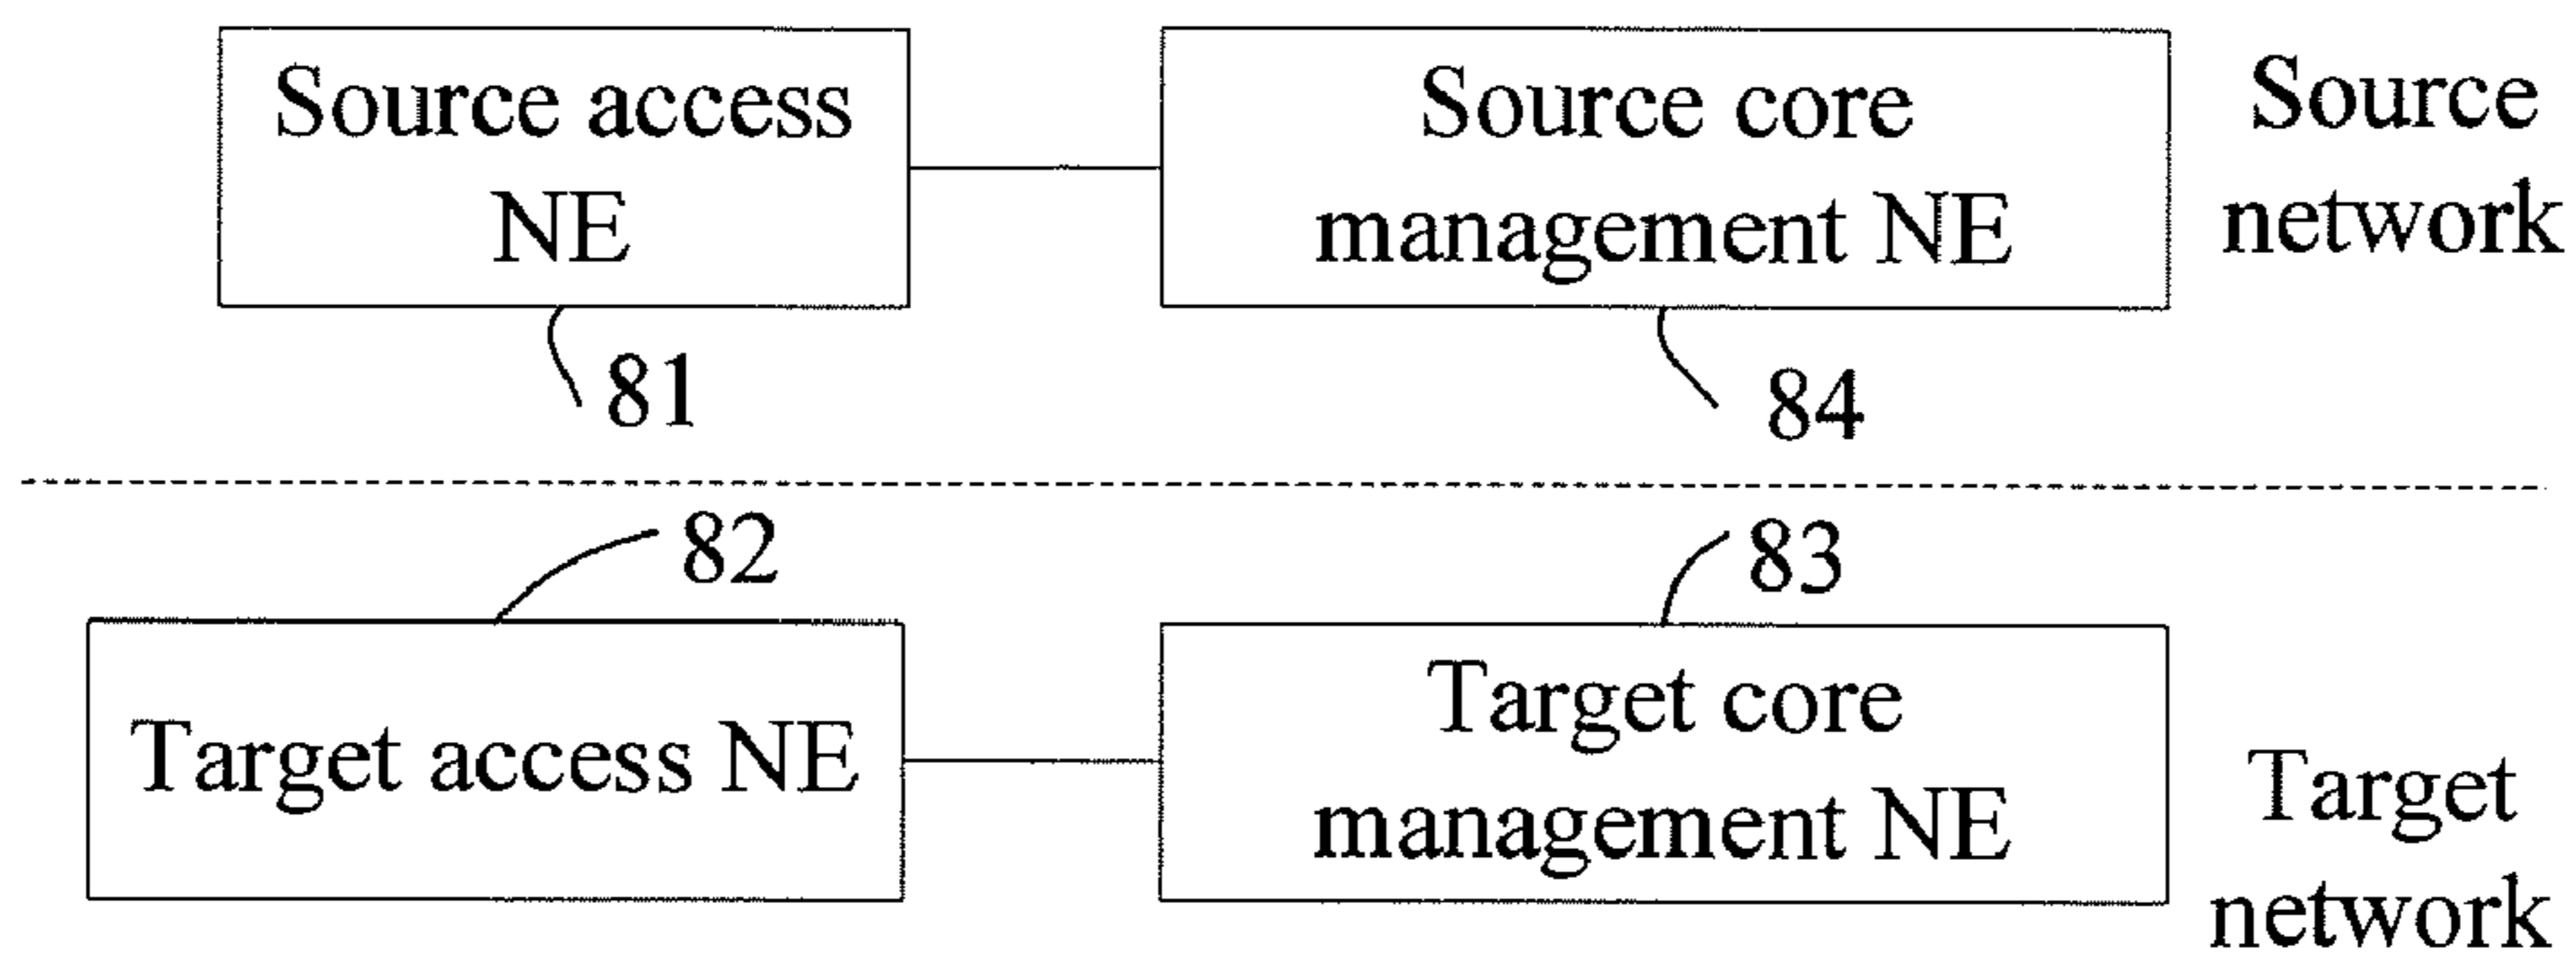 Source access
NE
Source core
management NE
Source
network
81
84
82
83
Target access NE
Target core
management NE
Target
network